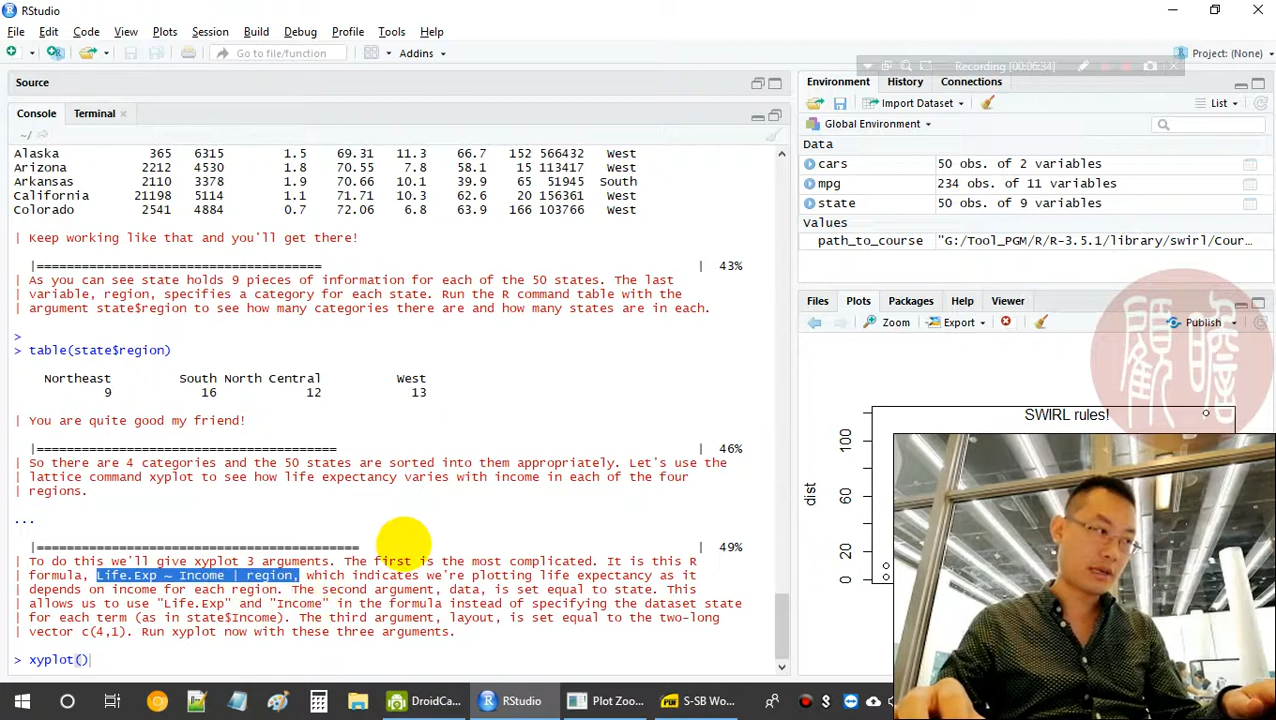 RStudio
File Edit Code View Plots Session Build Debug Profile Tools Help
Go to file/function
Addins
Project: (None)
Recording [00:06:34]
Source
Console Terminal
~/
Alaska 365 6315 1.5 69.31 11.3 66.7 152 566432 West
Arizona 2212 4530 1.8 70.55 7.8 58.1 15 113417 West
Arkansas 2110 3378 1.9 70.66 10.1 39.9 65 51945 South
California 21198 5114 1.1 71.71 10.3 62.6 20 156361 West
Colorado 2541 4884 0.7 72.06 6.8 63.9 166 103766 West
| Keep working like that and you'll get there!
|====================================== | 43%
| As you can see state holds 9 pieces of information for each of the 50 states. The last
| variable, region, specifies a category for each state. Run the R command table with the
| argument state$region to see how many categories there are and how many states are in each.
>
> table(state$region)
Northeast South North Central West
9 16 12 13
| You are quite good my friend!
|======================================== | 46%
| So there are 4 categories and the 50 states are sorted into them appropriately. Let's use the
| lattice command xyplot to see how life expectancy varies with income in each of the four
| regions.
...
|=========================================== | 49%
| To do this we'll give xyplot 3 arguments. The first is the most complicated. It is this R
| formula, Life.Exp ~ Income | region, which indicates we're plotting life expectancy as it
| depends on income for each region. The second argument, data, is set equal to state. This
| allows us to use "Life.Exp" and "Income" in the formula instead of specifying the dataset state
| for each term (as in state$Income). The third argument, layout, is set equal to the two-long
| vector c(4,1). Run xyplot now with these three arguments.
> xyplot()
Environment History Connections
Import Dataset
List
Global Environment
Data
cars 50 obs. of 2 variables
mpg 234 obs. of 11 variables
state 50 obs. of 9 variables
Values
path_to_course "G:/Tool_PGM/R/R-3.5.1/library/swirl/Cour…
Files Plots Packages Help Viewer
Zoom Export Publish
SWIRL rules!
dist
100
60
20
0
DroidCa...
RStudio
Plot Zoo...
S-SB Wo...